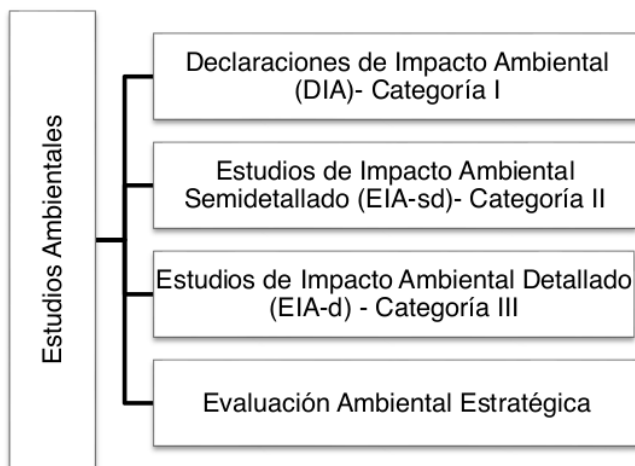 Estudios Ambientales
Declaraciones de Impacto Ambiental
(DIA)- Categoría I
Estudios de Impacto Ambiental
Semidetallado (EIA-sd)- Categoría II
Estudios de Impacto Ambiental Detallado
(EIA-d) - Categoría III
Evaluación Ambiental Estratégica